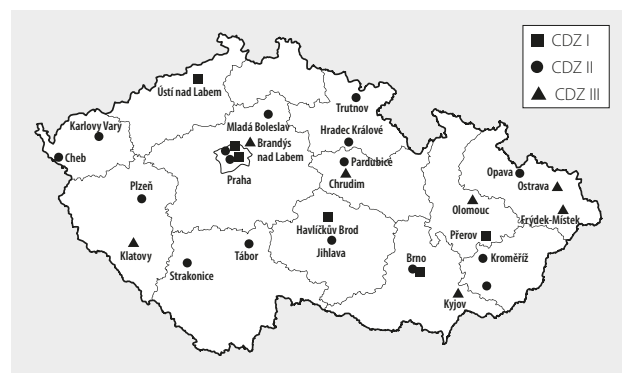 CDZ I
CDZ II
CDZ III
Ústí nad Labem
Trutnov
Karlovy Vary
Mladá Boleslav
Hradec Králové
Brandýs
nad Labem
Cheb
Praha
Pardubice
Chrudim
Opava
Ostrava
Plzeň
Olomouc
Frýdek-Místek
Havlíčkův Brod
Přerov
Klatovy
Tábor
Jihlava
Brno
Kroměříž
Strakonice
Kyjov